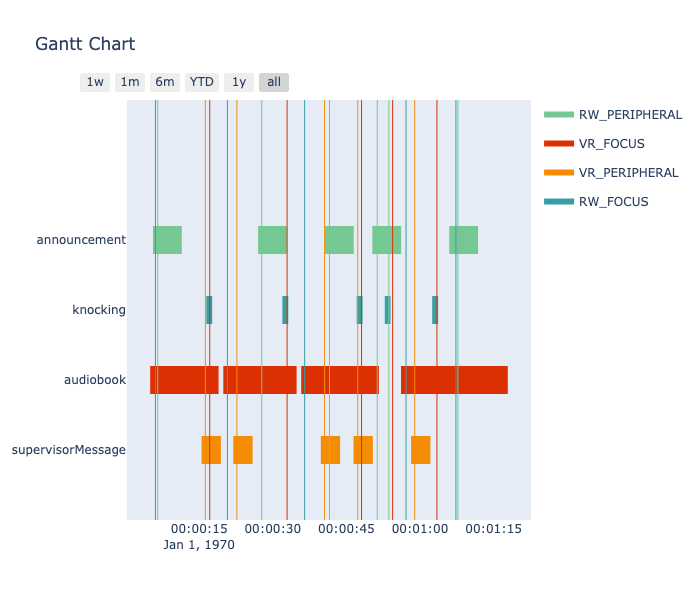 Gantt Chart
1w 1m 6m YTD 1y all
RW_PERIPHERAL
VR_FOCUS
VR_PERIPHERAL
RW_FOCUS
announcement
knocking
audiobook
supervisorMessage
00:00:15 00:00:30 00:00:45 00:01:00 00:01:15
Jan 1, 1970